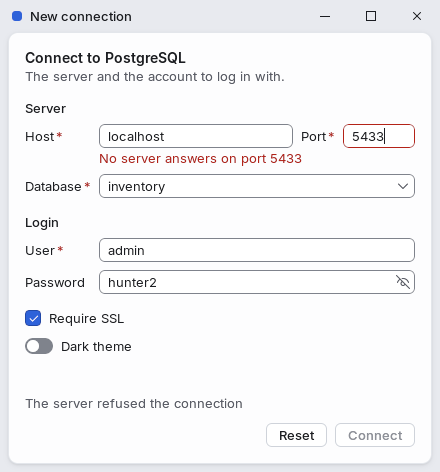 New connection
Connect to PostgreSQL
The server and the account to log in with.
Server
Host* localhost Port* 5433
No server answers on port 5433
Database* inventory
Login
User* admin
Password hunter2
Require SSL
Dark theme
The server refused the connection
Reset Connect